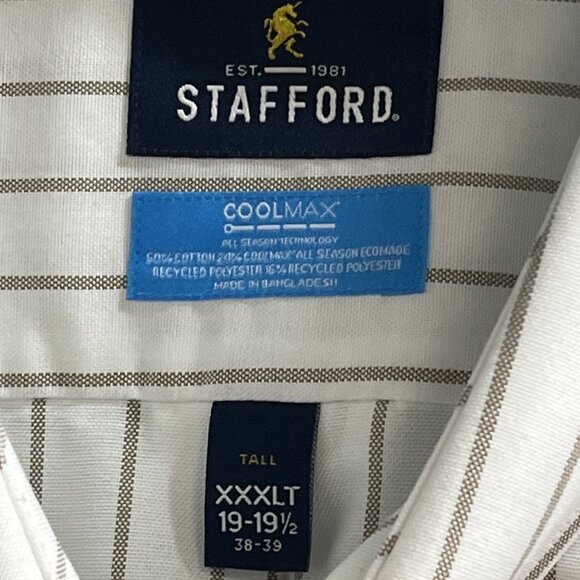 EST. 1981
STAFFORD®
COOLMAX®
ALL SEASON TECHNOLOGY
60% COTTON 24% COOLMAX® ALL SEASON ECOMADE
RECYCLED POLYESTER 16% RECYCLED POLYESTER
MADE IN BANGLADESH
TALL
XXXLT
19-19½
38-39